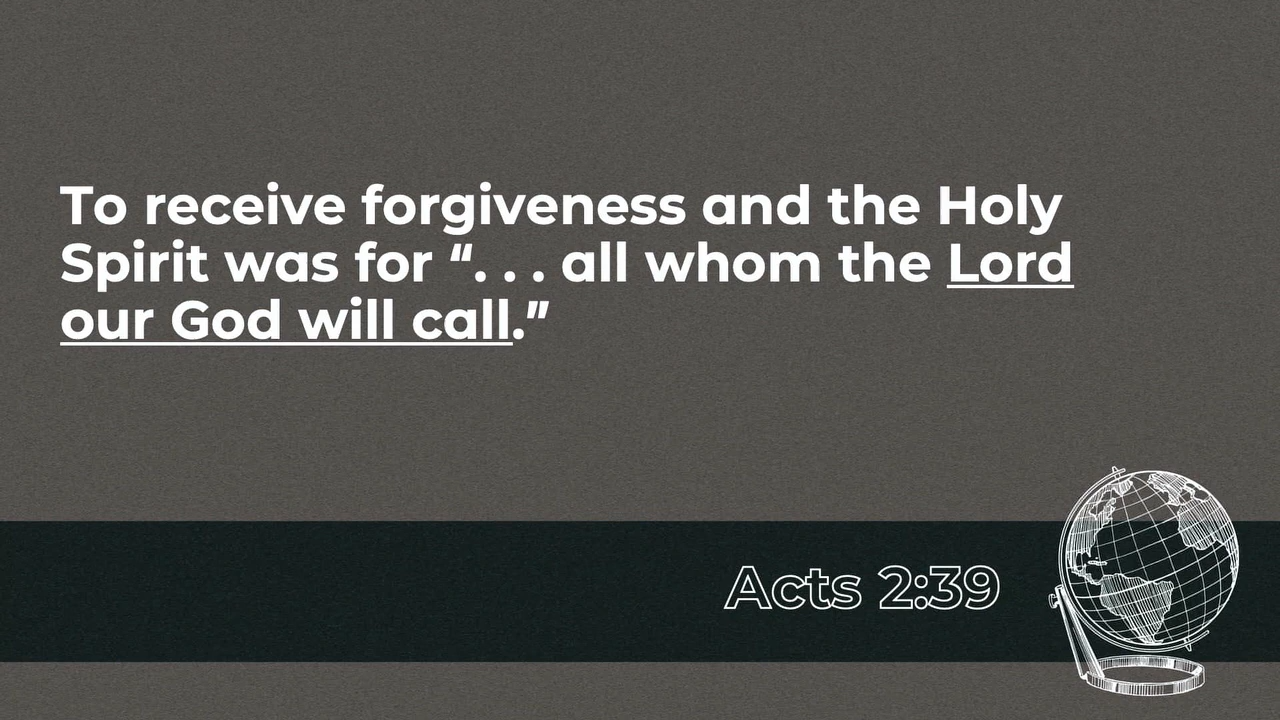 To receive forgiveness and the Holy
Spirit was for “. . . all whom the Lord
our God will call.”
Acts 2:39